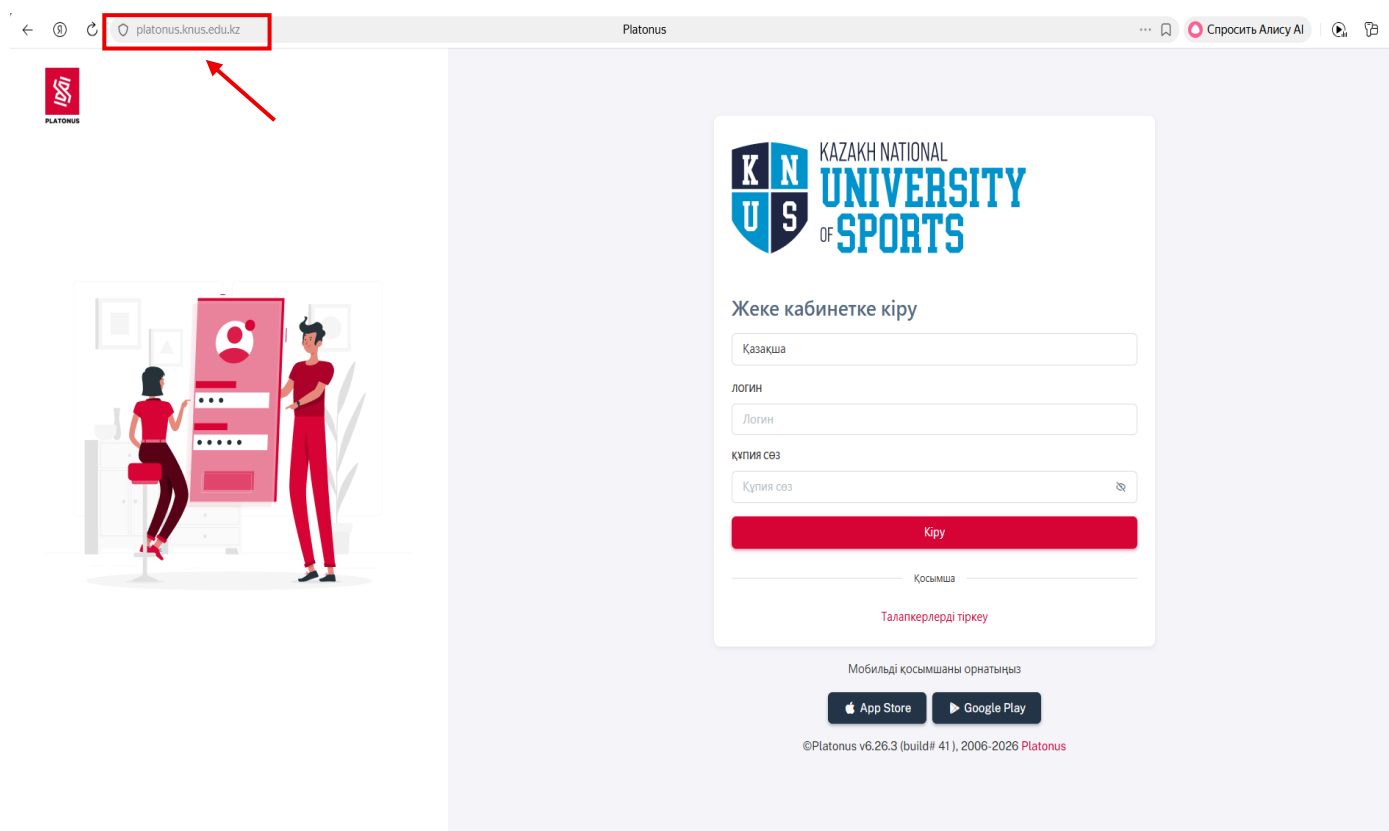 platonus.knus.edu.kz
Platonus
Спросить Алису AI
PLATONUS
K N U S
KAZAKH NATIONAL
UNIVERSITY
OF SPORTS
Жеке кабинетке кіру
Қазақша
ЛОГИН
Логин
ҚҰПИЯ СӨЗ
Құпия сөз
Кіру
Қосымша
Талапкерлерді тіркеу
Мобильді қосымшаны орнатыңыз
App Store
Google Play
©Platonus v6.26.3 (build# 41 ), 2006-2026 Platonus